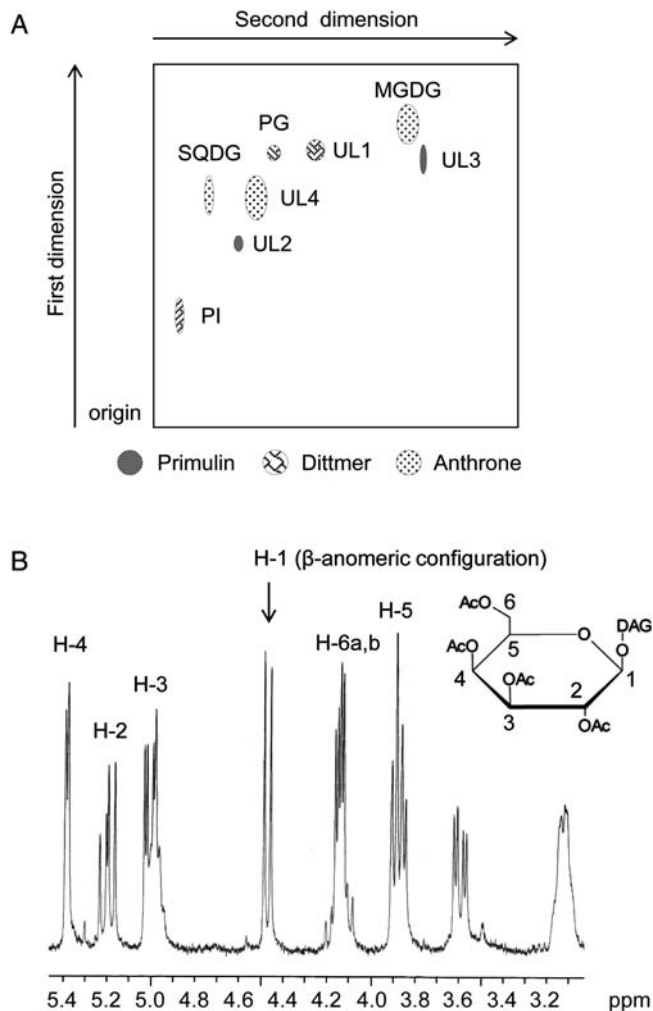 A
Second dimension
First dimension
MGDG
PG
UL1
UL3
SQDG
UL4
UL2
PI
origin
Primulin
Dittmer
Anthrone
B
H-1 (β-anomeric configuration)
H-4
H-2
H-3
H-6a,b
H-5
AcO
6
DAG
AcO
5
O
O
4
OAc
2
1
3
OAc
5.4 5.2 5.0 4.8 4.6 4.4 4.2 4.0 3.8 3.6 3.4 3.2 ppm